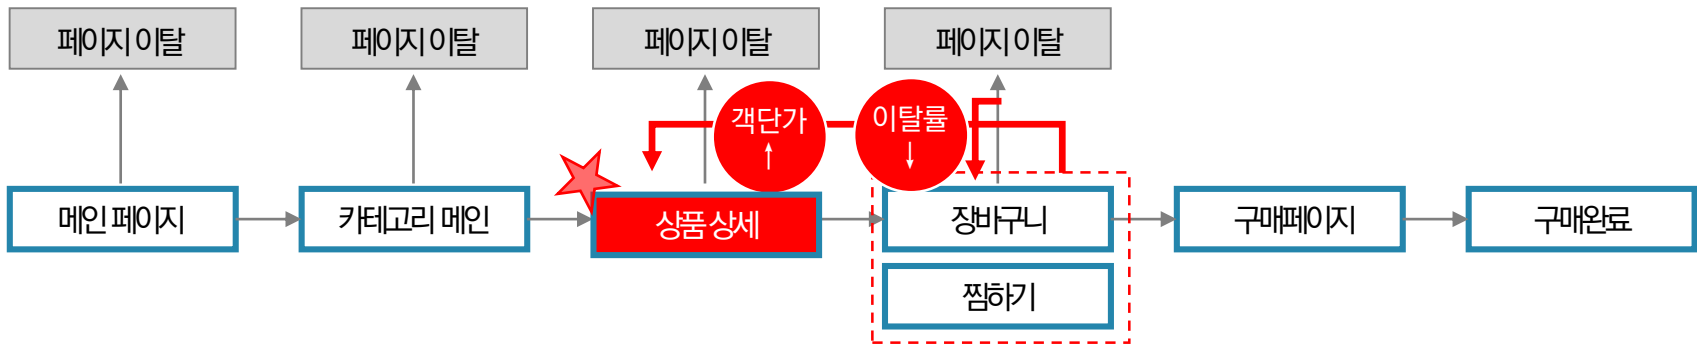 페이지 이탈
페이지 이탈
페이지 이탈
페이지 이탈
객단가
↑
이탈률
↓
메인 페이지
카테고리 메인
상품 상세
장바구니
구매페이지
구매완료
찜하기